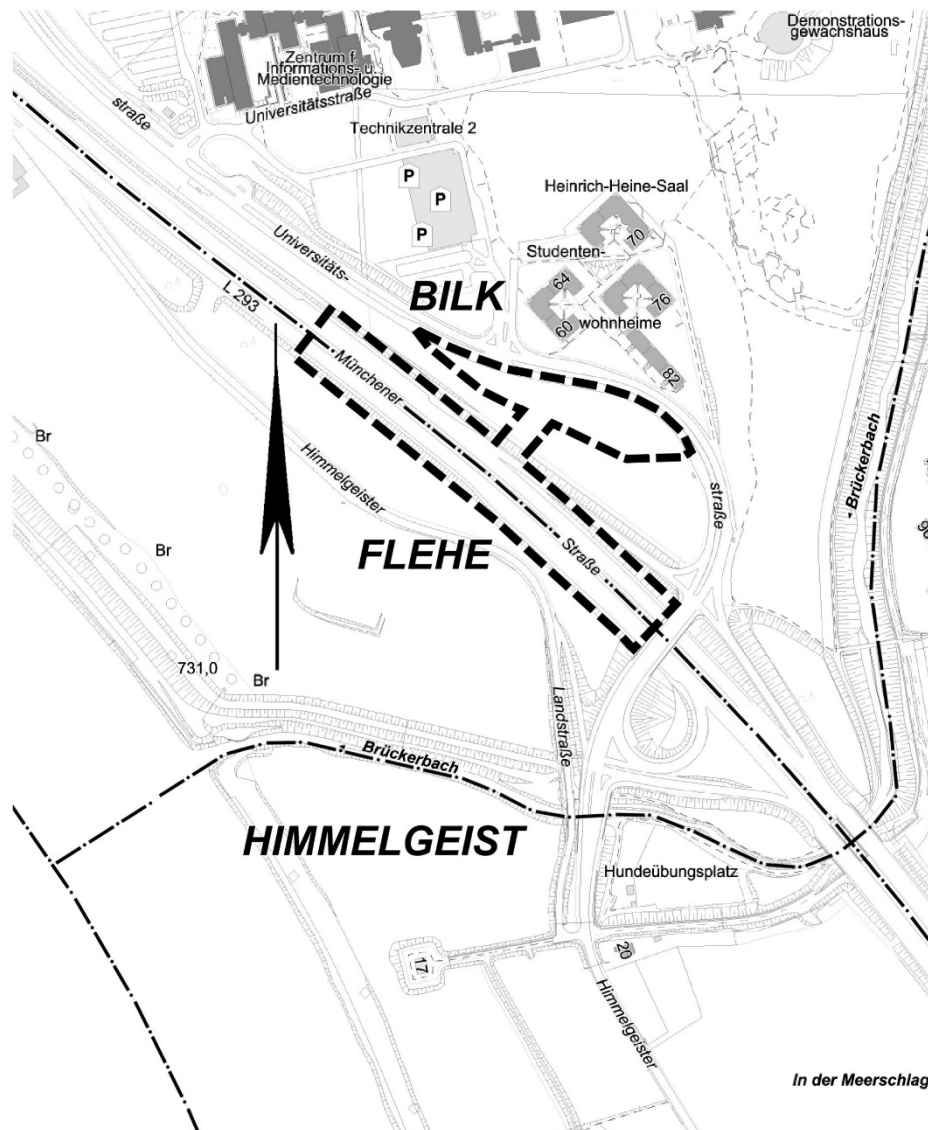 Demonstrations-
gewächshaus
Zentrum f.
Informations- u.
Medientechnologie
Universitätsstraße
straße
Technikzentrale 2
P
P
P
Heinrich-Heine-Saal
70
Studenten-
Universitäts-
64
76
60
wohnheime
82
BILK
L 293
Münchener
Br
Himmelgeister
straße
Brückerbach
Br
FLEHE
Straße
731,0
Br
Landstraße
Brückerbach
HIMMELGEIST
Hundeübungsplatz
17
20
Himmelgeister
In der Meerschlag